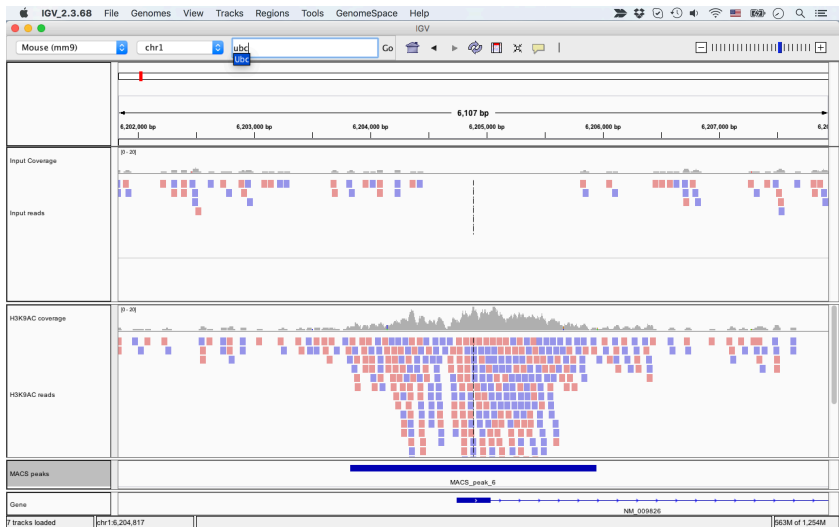 IGV_2.3.68 File Genomes View Tracks Regions Tools GenomeSpace Help
IGV
Mouse (mm9) chr1 ubc Go
Ubc
6,107 bp
6,202,000 bp 6,203,000 bp 6,204,000 bp 6,205,000 bp 6,206,000 bp 6,207,000 bp 6,20
Input Coverage
[0 - 20]
Input reads
H3K9AC coverage
[0 - 20]
H3K9AC reads
MACS peaks
MACS_peak_6
Gene
NM_009826
7 tracks loaded chr1:6,204,817 663M of 1,254M